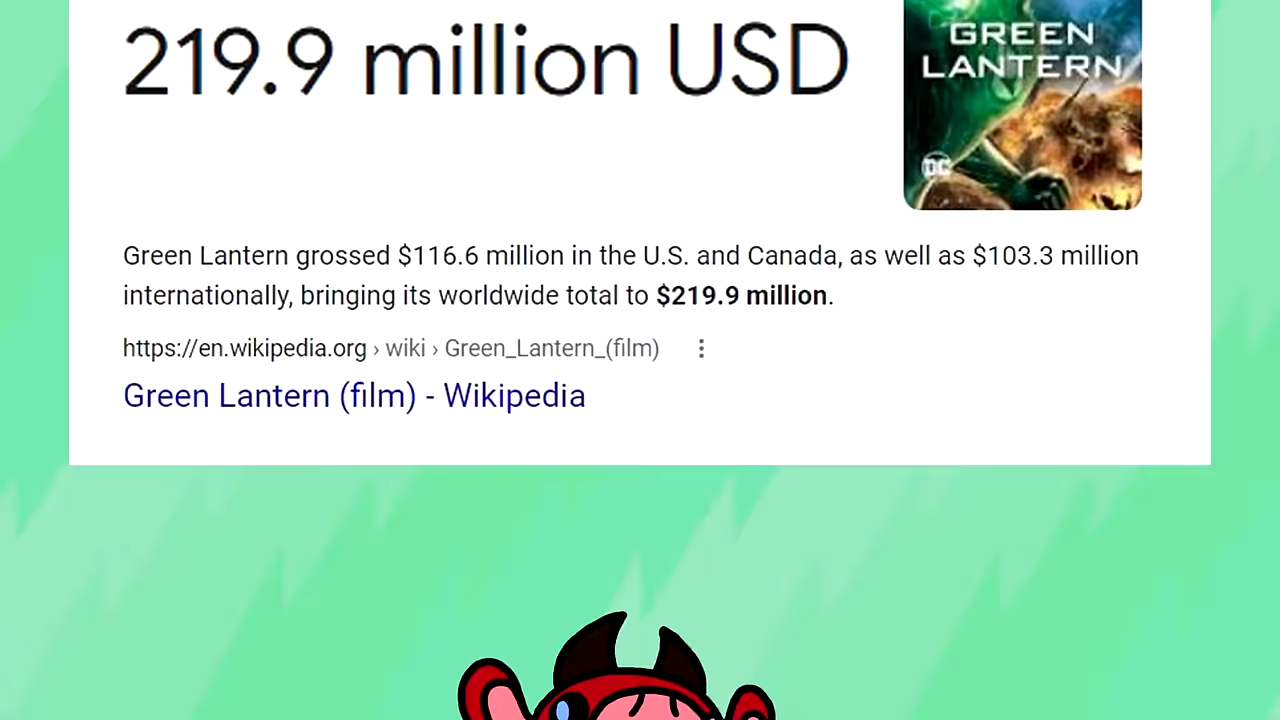 219.9 million USD
GREEN
LANTERN
DC
Green Lantern grossed $116.6 million in the U.S. and Canada, as well as $103.3 million
internationally, bringing its worldwide total to $219.9 million.
https://en.wikipedia.org › wiki › Green_Lantern_(film)
Green Lantern (film) - Wikipedia